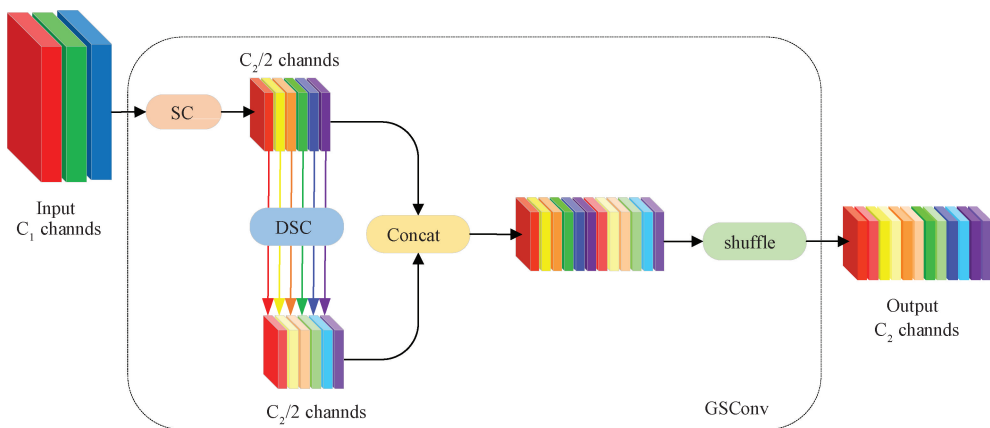 Input
C₁ channds
SC
C₂/2 channds
DSC
C₂/2 channds
Concat
shuffle
GSConv
Output
C₂ channds